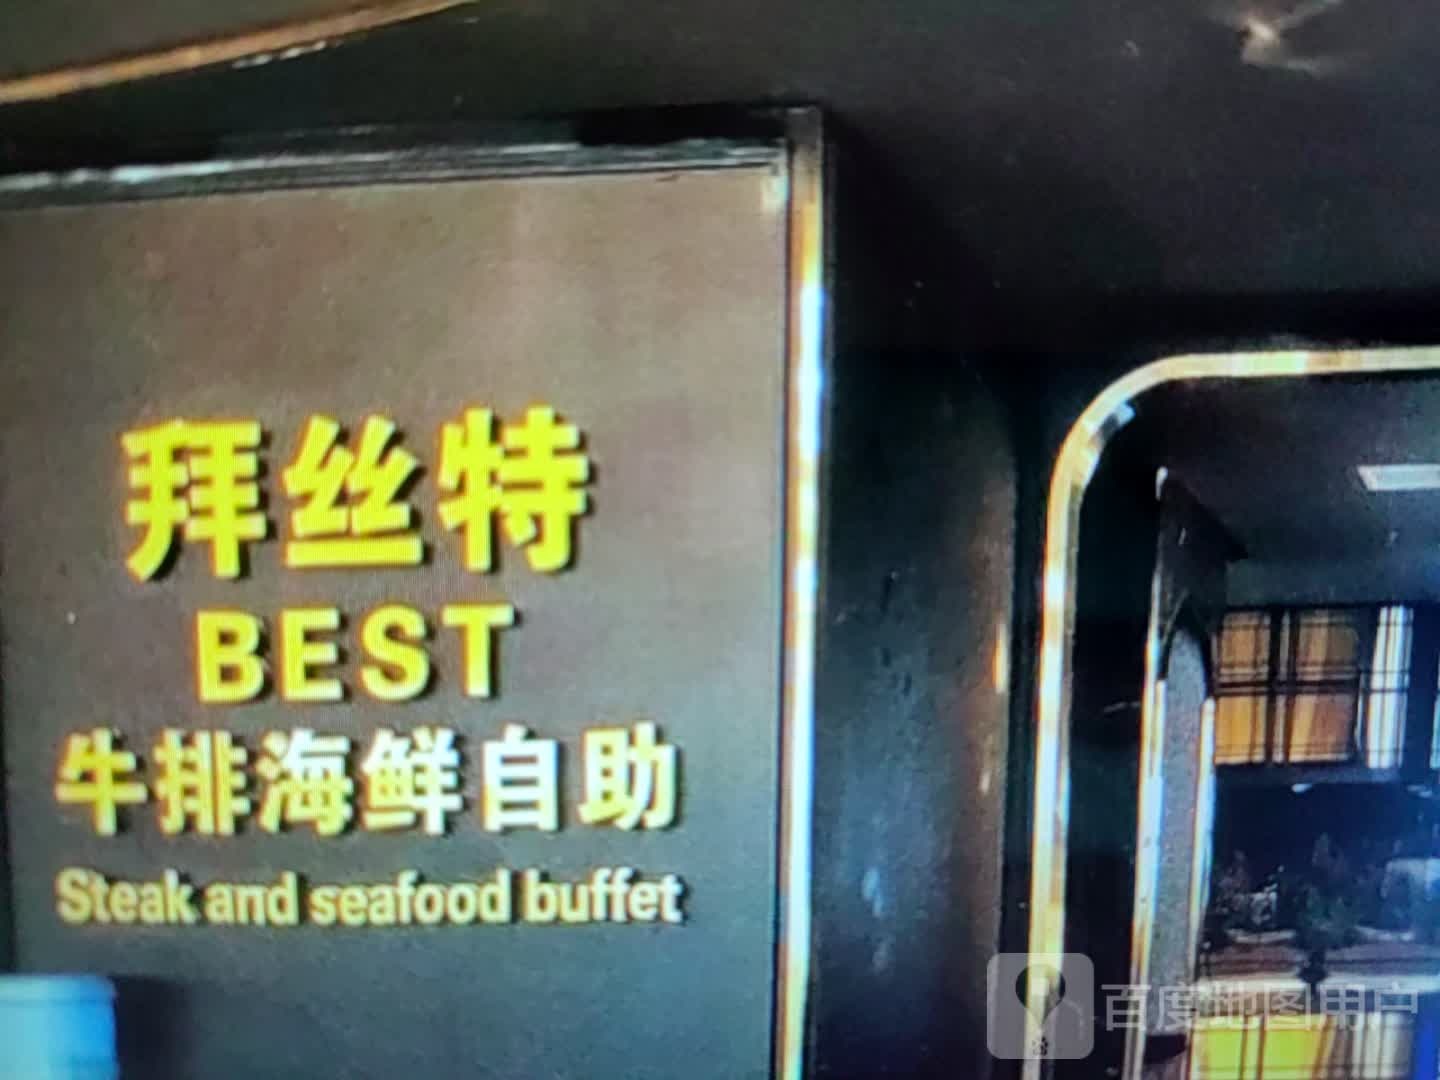 拜丝特
BEST
牛排海鲜自助
Steak and seafood buffet
百度地图用户